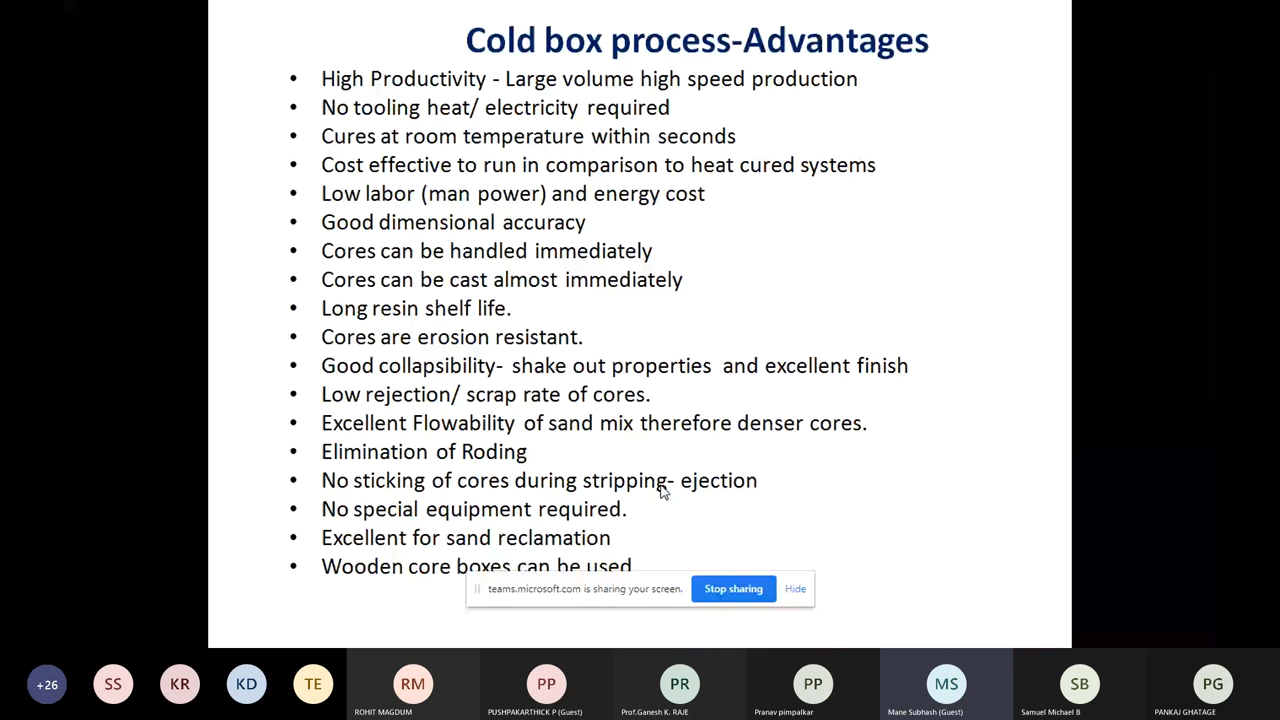 Cold box process-Advantages
• High Productivity - Large volume high speed production
• No tooling heat/ electricity required
• Cures at room temperature within seconds
• Cost effective to run in comparison to heat cured systems
• Low labor (man power) and energy cost
• Good dimensional accuracy
• Cores can be handled immediately
• Cores can be cast almost immediately
• Long resin shelf life.
• Cores are erosion resistant.
• Good collapsibility- shake out properties and excellent finish
• Low rejection/ scrap rate of cores.
• Excellent Flowability of sand mix therefore denser cores.
• Elimination of Roding
• No sticking of cores during stripping- ejection
• No special equipment required.
• Excellent for sand reclamation
• Wooden core boxes can be used
teams.microsoft.com is sharing your screen. Stop sharing Hide
+26 SS KR KD TE RM PP PR PP MS SB PG
ROHIT MAGDUM PUSHPAKARTHICK P (Guest) Prof.Ganesh K. RAJE Pranav pimpalkar Mane Subhash (Guest) Samuel Michael B PANKAJ GHATAGE